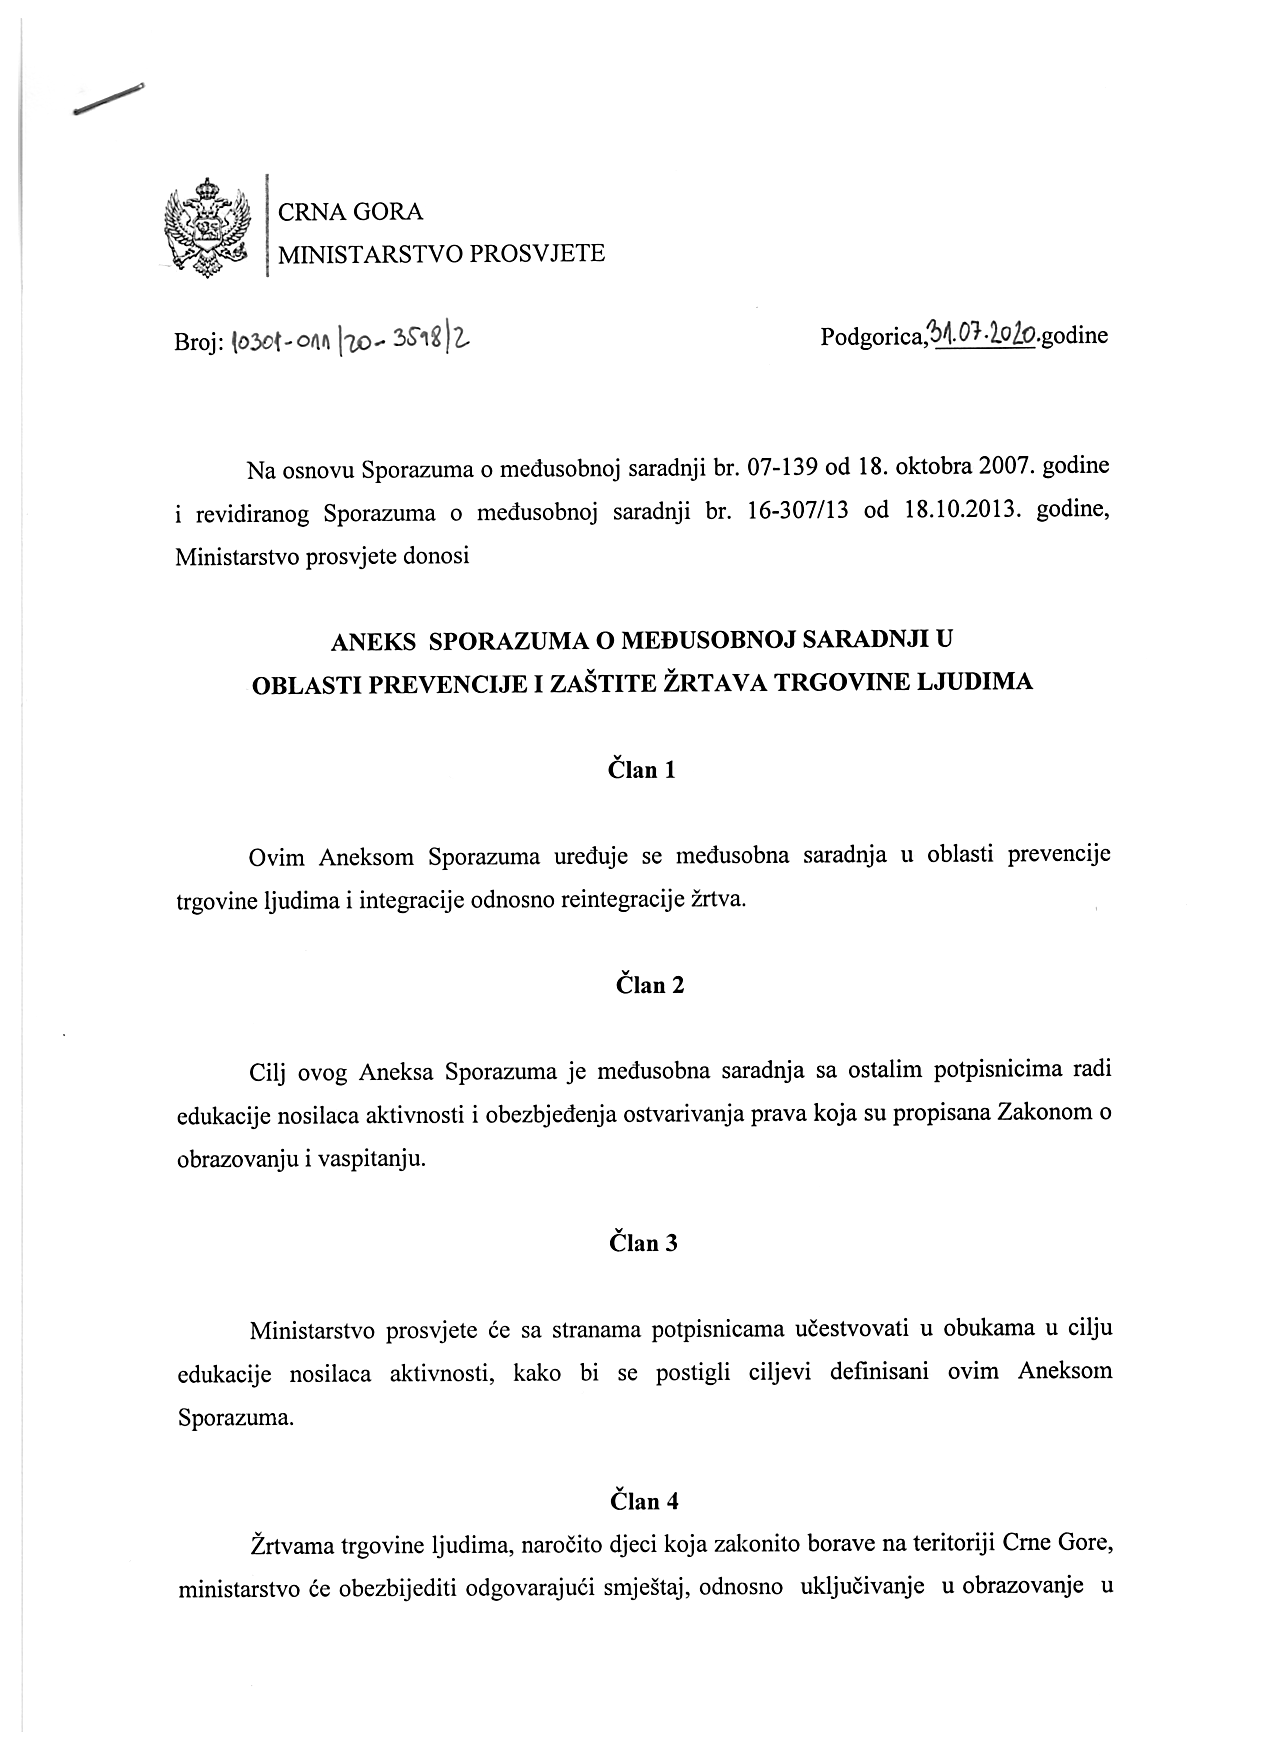 CRNA GORA
MINISTARSTVO PROSVJETE
Broj: 10301-011/20-3598/2
Podgorica, 31.07.2020.godine
Na osnovu Sporazuma o međusobnoj saradnji br. 07-139 od 18. oktobra 2007. godine
i revidiranog Sporazuma o međusobnoj saradnji br. 16-307/13 od 18.10.2013. godine,
Ministarstvo prosvjete donosi
ANEKS SPORAZUMA O MEĐUSOBNOJ SARADNJI U
OBLASTI PREVENCIJE I ZAŠTITE ŽRTAVA TRGOVINE LJUDIMA
Član 1
Ovim Aneksom Sporazuma uređuje se međusobna saradnja u oblasti prevencije
trgovine ljudima i integracije odnosno reintegracije žrtva.
Član 2
Cilj ovog Aneksa Sporazuma je međusobna saradnja sa ostalim potpisnicima radi
edukacije nosilaca aktivnosti i obezbjeđenja ostvarivanja prava koja su propisana Zakonom o
obrazovanju i vaspitanju.
Član 3
Ministarstvo prosvjete će sa stranama potpisnicama učestvovati u obukama u cilju
edukacije nosilaca aktivnosti, kako bi se postigli ciljevi definisani ovim Aneksom
Sporazuma.
Član 4
Žrtvama trgovine ljudima, naročito djeci koja zakonito borave na teritoriji Crne Gore,
ministarstvo će obezbijediti odgovarajući smještaj, odnosno uključivanje u obrazovanje u